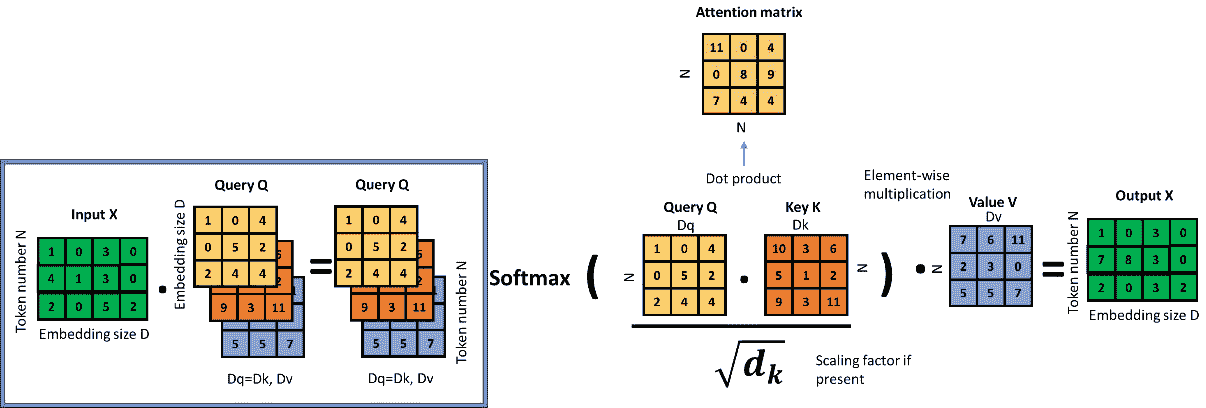 Attention matrix
11 0 4
0 8 9
7 4 4
N
N
Dot product
Input X
1 0 3 0
4 1 3 0
2 0 5 2
Token number N
Embedding size D
.
Query Q
1 0 4
0 5 2
2 4 4
9 3 11
5 5 7
Embedding size D
Dq=Dk, Dv
=
Query Q
1 0 4
0 5 2
2 4 4
9 3 11
5 5 7
Token number N
Dq=Dk, Dv
Softmax (
Query Q
Dq
N
1 0 4
0 5 2
2 4 4
.
Key K
Dk
10 3 6
5 1 2
9 3 11
N
√dk
Scaling factor if
present
)
Element-wise
multiplication
.
Value V
Dv
N
7 6 11
2 3 0
5 5 7
=
Output X
1 0 3 0
7 8 3 0
2 0 3 2
Token number N
Embedding size D